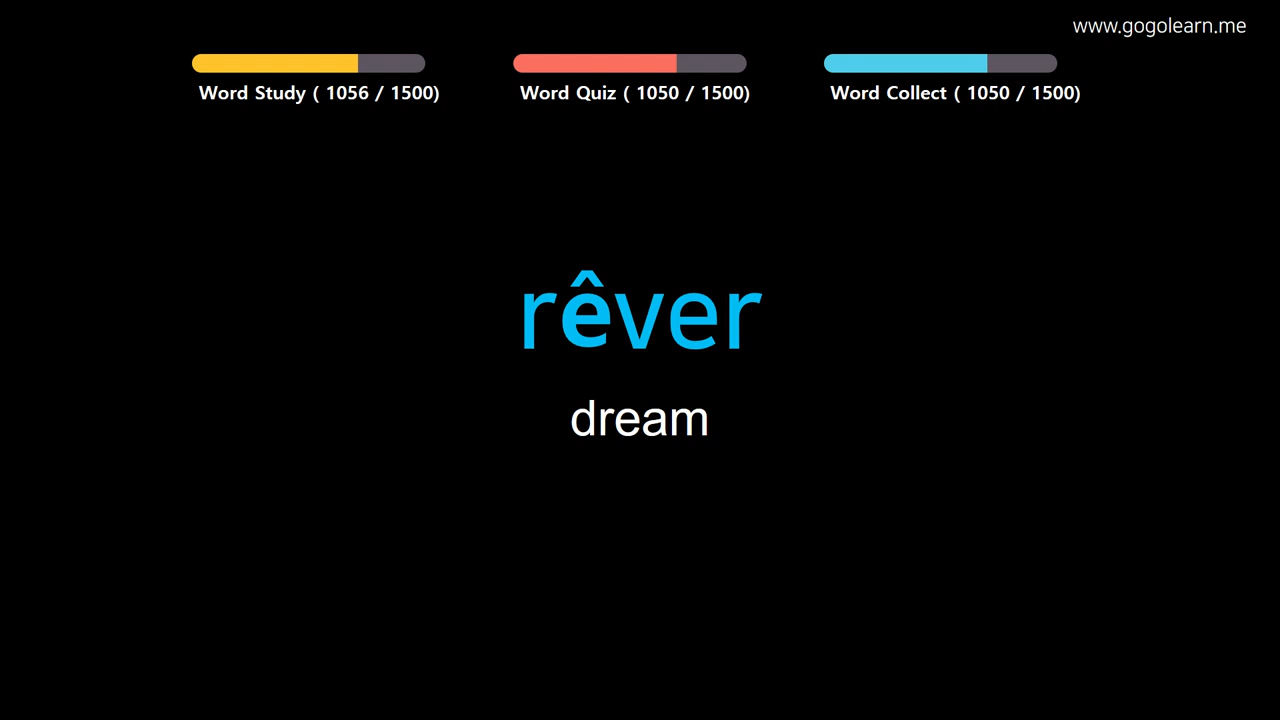 www.gogolearn.me
Word Study ( 1056 / 1500)
Word Quiz ( 1050 / 1500)
Word Collect ( 1050 / 1500)
rêver
dream